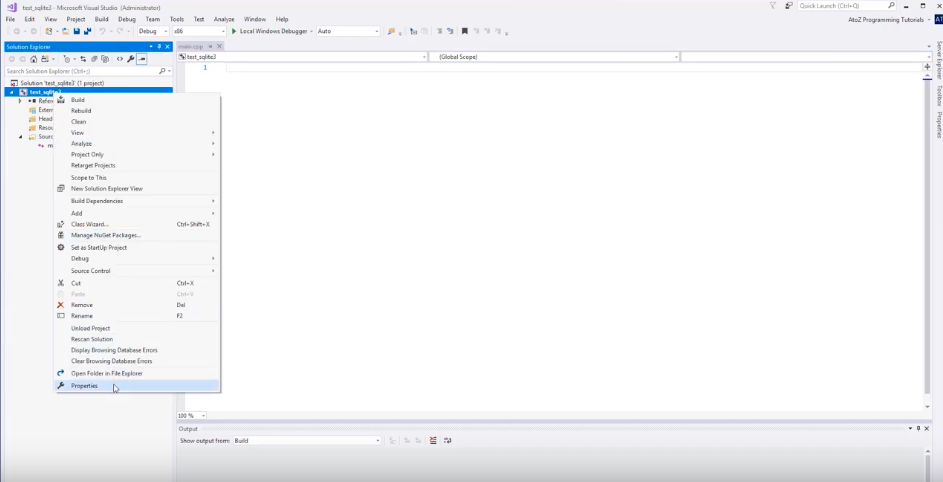 test_sqlite3 - Microsoft Visual Studio (Administrator)
Quick Launch (Ctrl+Q)
File Edit View Project Build Debug Team Tools Test Analyze Window Help
AtoZ Programming Tutorials
AT
Debug x86 Local Windows Debugger Auto
Solution Explorer
Search Solution Explorer (Ctrl+;)
Solution 'test_sqlite3' (1 project)
test_sqlite3
Refere
Extern
Head
Resou
Sourc
m
Build
Rebuild
Clean
View
Analyze
Project Only
Retarget Projects
Scope to This
New Solution Explorer View
Build Dependencies
Add
Class Wizard... Ctrl+Shift+X
Manage NuGet Packages...
Set as StartUp Project
Debug
Source Control
Cut Ctrl+X
Paste Ctrl+V
Remove Del
Rename F2
Unload Project
Rescan Solution
Display Browsing Database Errors
Clear Browsing Database Errors
Open Folder in File Explorer
Properties
main.cpp
test_sqlite3 (Global Scope)
1
100 %
Output
Show output from: Build
Server Explorer
Toolbox
Properties